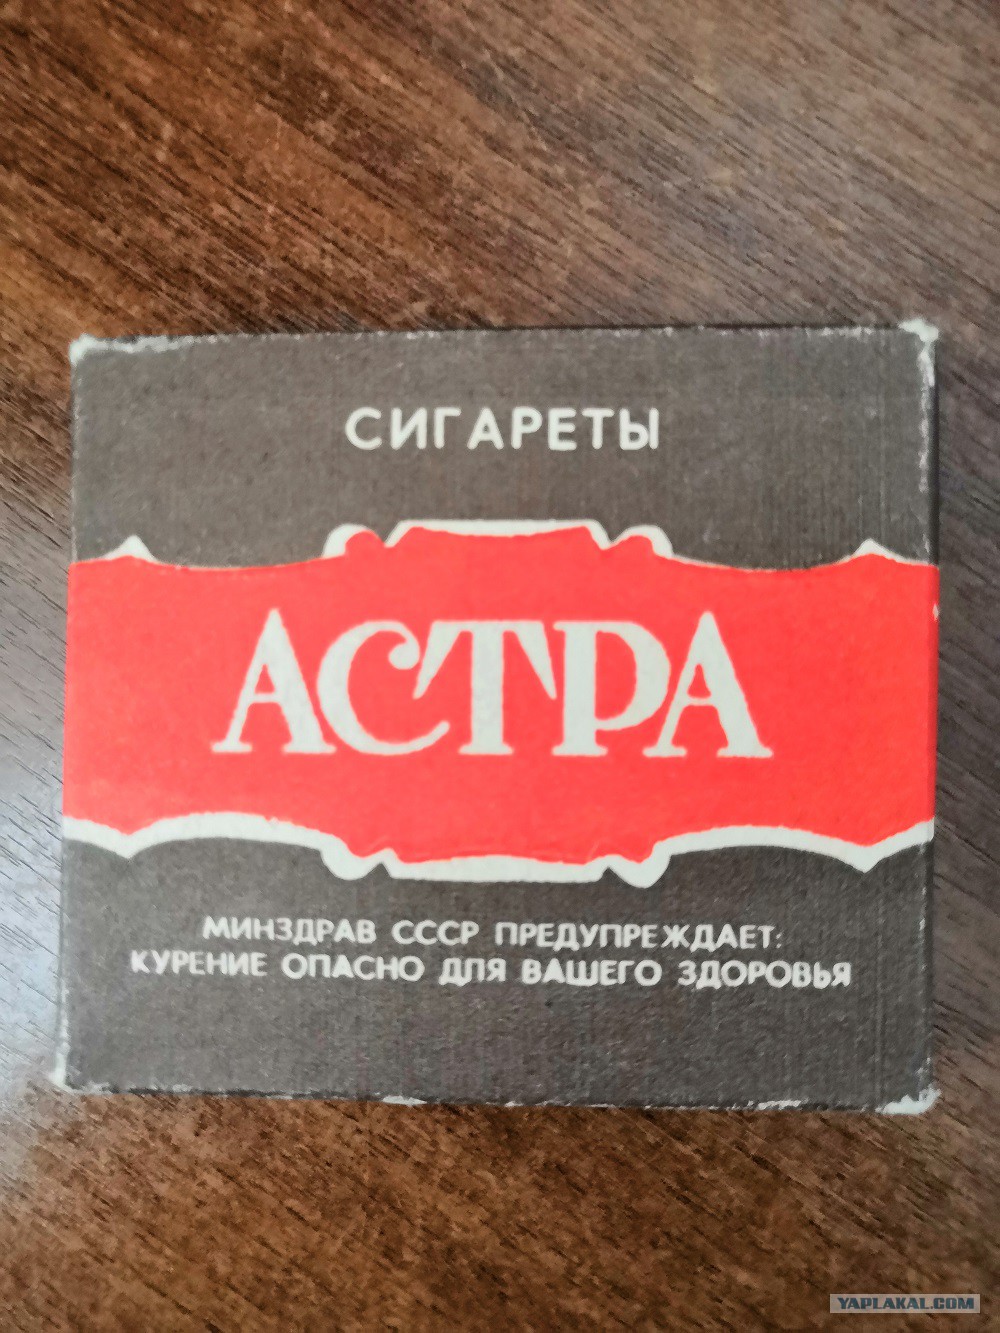 СИГАРЕТЫ
АСТРА
МИНЗДРАВ СССР ПРЕДУПРЕЖДАЕТ:
КУРЕНИЕ ОПАСНО ДЛЯ ВАШЕГО ЗДОРОВЬЯ
YAPLAKAL.COM